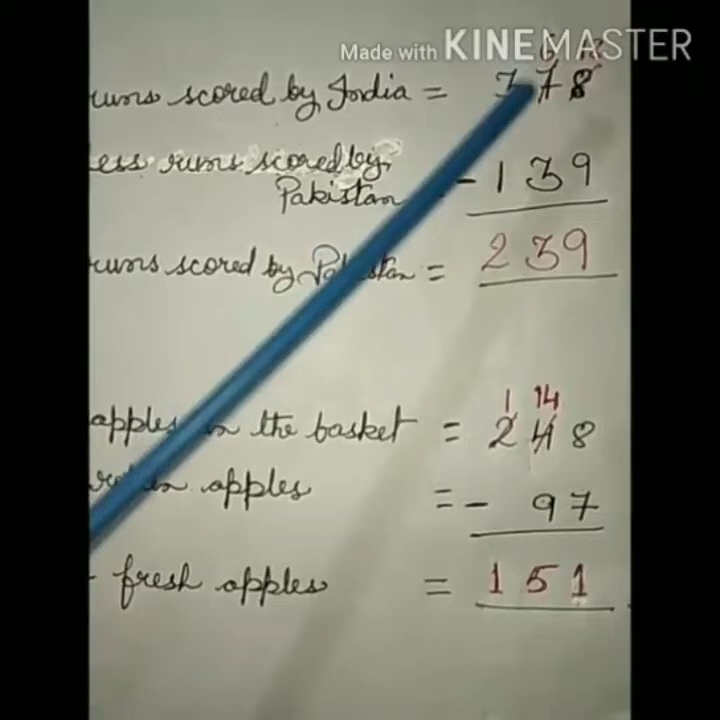 Made with KINEMASTER
runs scored by India = 378
less runs scored by
Pakistan - 139
runs scored by Pakistan = 239
1 14
apples in the basket = 248
apples = - 97
fresh apples = 151